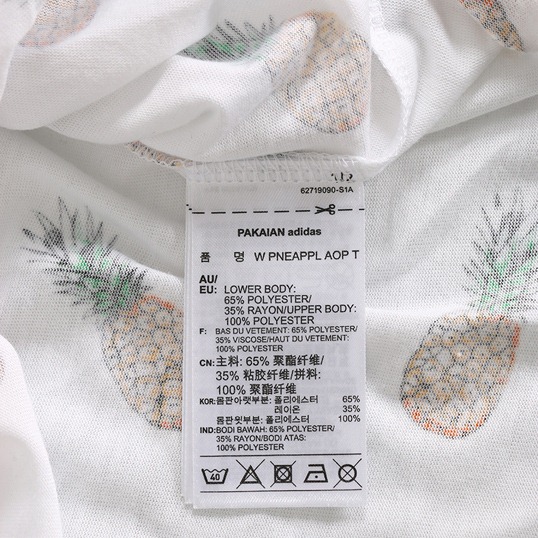 62719090-S1A
PAKAIAN adidas
품 명 W PNEAPPL AOP T
AU/
EU: LOWER BODY:
65% POLYESTER/
35% RAYON/UPPER BODY:
100% POLYESTER
F: BAS DU VETEMENT: 65% POLYESTER/
35% VISCOSE/HAUT DU VETEMENT:
100% POLYESTER
CN: 主料: 65% 聚酯纤维/
35% 粘胶纤维/拼料:
100% 聚酯纤维
KOR: 몸판아랫부분: 폴리에스터 65%
레이온 35%
몸판윗부분: 폴리에스터 100%
IND: BODI BAWAH: 65% POLYESTER/
35% RAYON/BODI ATAS:
100% POLYESTER
40